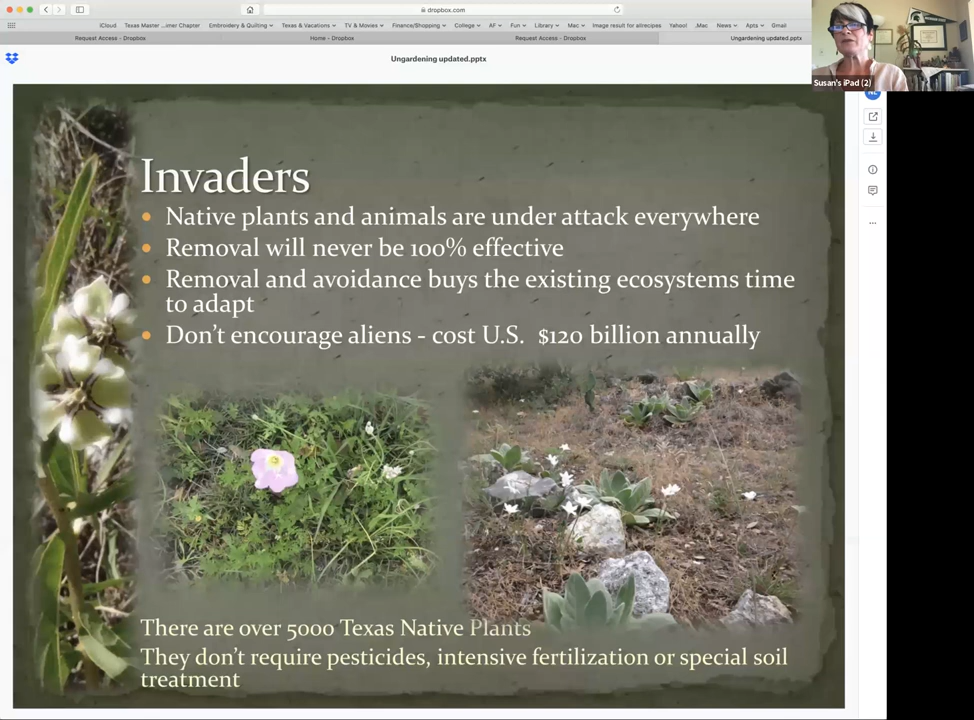 dropbox.com
iCloud Texas Master ...imer Chapter Embroidery & Quilting Texas & Vacations TV & Movies Finance/Shopping College AF Fun Library Mac Image result for allrecipes Yahoo! .Mac News Apts Gmail
Request Access - Dropbox Home - Dropbox Request Access - Dropbox Ungardening updated.pptx
Ungardening updated.pptx
Susan's iPad (2)
Invaders
Native plants and animals are under attack everywhere
Removal will never be 100% effective
Removal and avoidance buys the existing ecosystems time
to adapt
Don't encourage aliens - cost U.S. $120 billion annually
There are over 5000 Texas Native Plants
They don't require pesticides, intensive fertilization or special soil
treatment